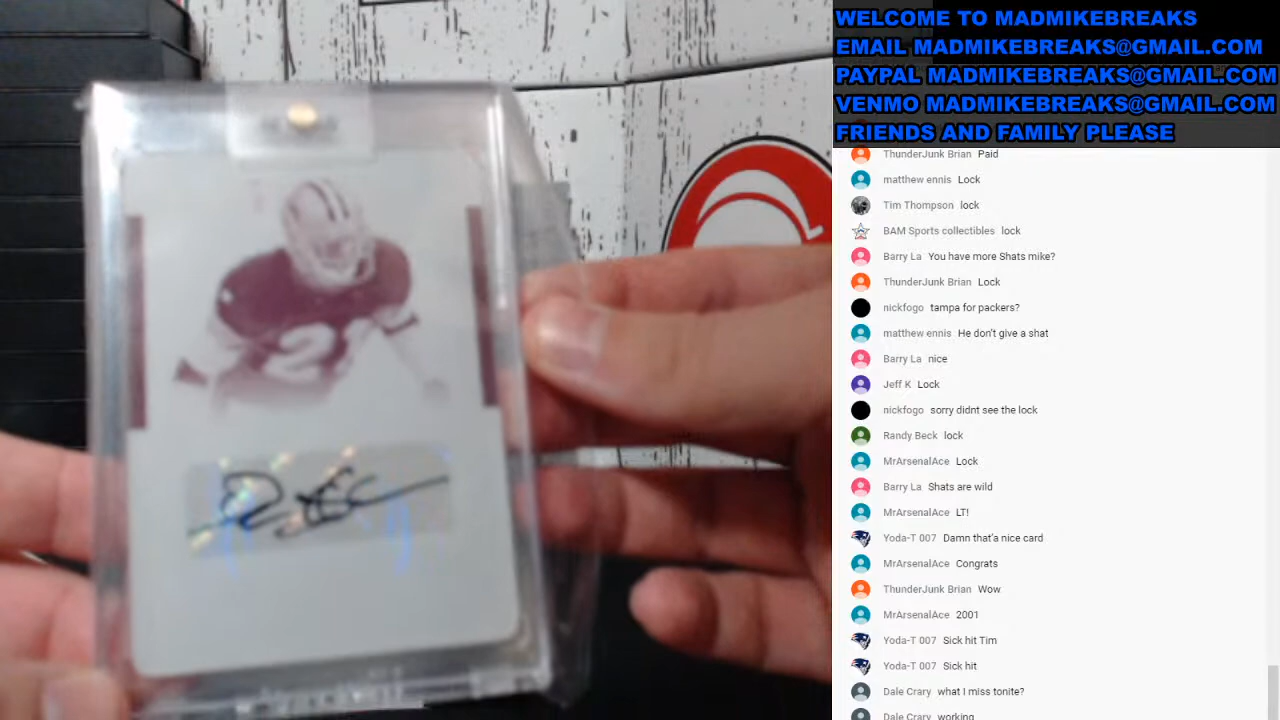 WELCOME TO MADMIKEBREAKS
EMAIL MADMIKEBREAKS@GMAIL.COM
PAYPAL MADMIKEBREAKS@GMAIL.COM
VENMO MADMIKEBREAKS@GMAIL.COM
FRIENDS AND FAMILY PLEASE
ThunderJunk Brian Paid
matthew ennis Lock
Tim Thompson lock
BAM Sports collectibles lock
Barry La You have more Shats mike?
ThunderJunk Brian Lock
nickfogo tampa for packers?
matthew ennis He don't give a shat
Barry La nice
Jeff K Lock
nickfogo sorry didnt see the lock
Randy Beck lock
MrArsenalAce Lock
Barry La Shats are wild
MrArsenalAce LT!
Yoda-T 007 Damn that'a nice card
MrArsenalAce Congrats
ThunderJunk Brian Wow
MrArsenalAce 2001
Yoda-T 007 Sick hit Tim
Yoda-T 007 Sick hit
Dale Crary what I miss tonite?
Dale Crary working